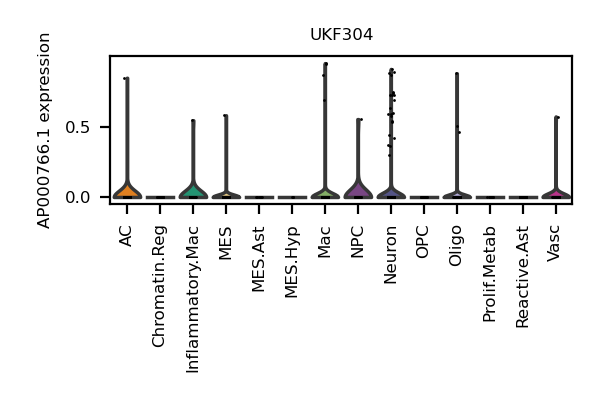 UKF304
AP000766.1 expression
0.5
0.0
AC
Chromatin.Reg
Inflammatory.Mac
MES
MES.Ast
MES.Hyp
Mac
NPC
Neuron
OPC
Oligo
Prolif.Metab
Reactive.Ast
Vasc